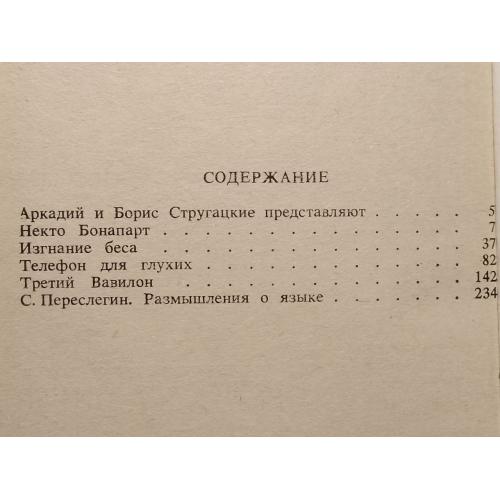 СОДЕРЖАНИЕ
Аркадий и Борис Стругацкие представляют . . . . . 5
Некто Бонапарт . . . . . . . . . . . . . . 7
Изгнание беса . . . . . . . . . . . . . . 37
Телефон для глухих . . . . . . . . . . . . 82
Третий Вавилон . . . . . . . . . . . . . 142
С. Переслегин. Размышления о языке . . . . . . . 234